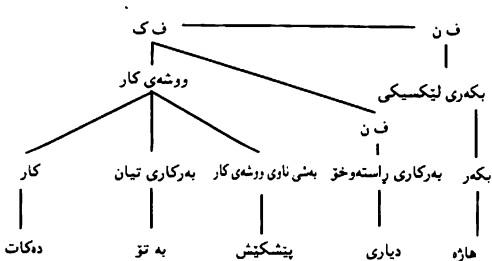 ف ن ف ک
ووشەی کار
بکەری لێکسیکی
ف ن
بکەر بەرکاری ڕاستەوخۆ بەشی ناوی ووشەی کار بەرکاری تیان کار
هاژە دیاری پێشکێش بە تۆ دەکات